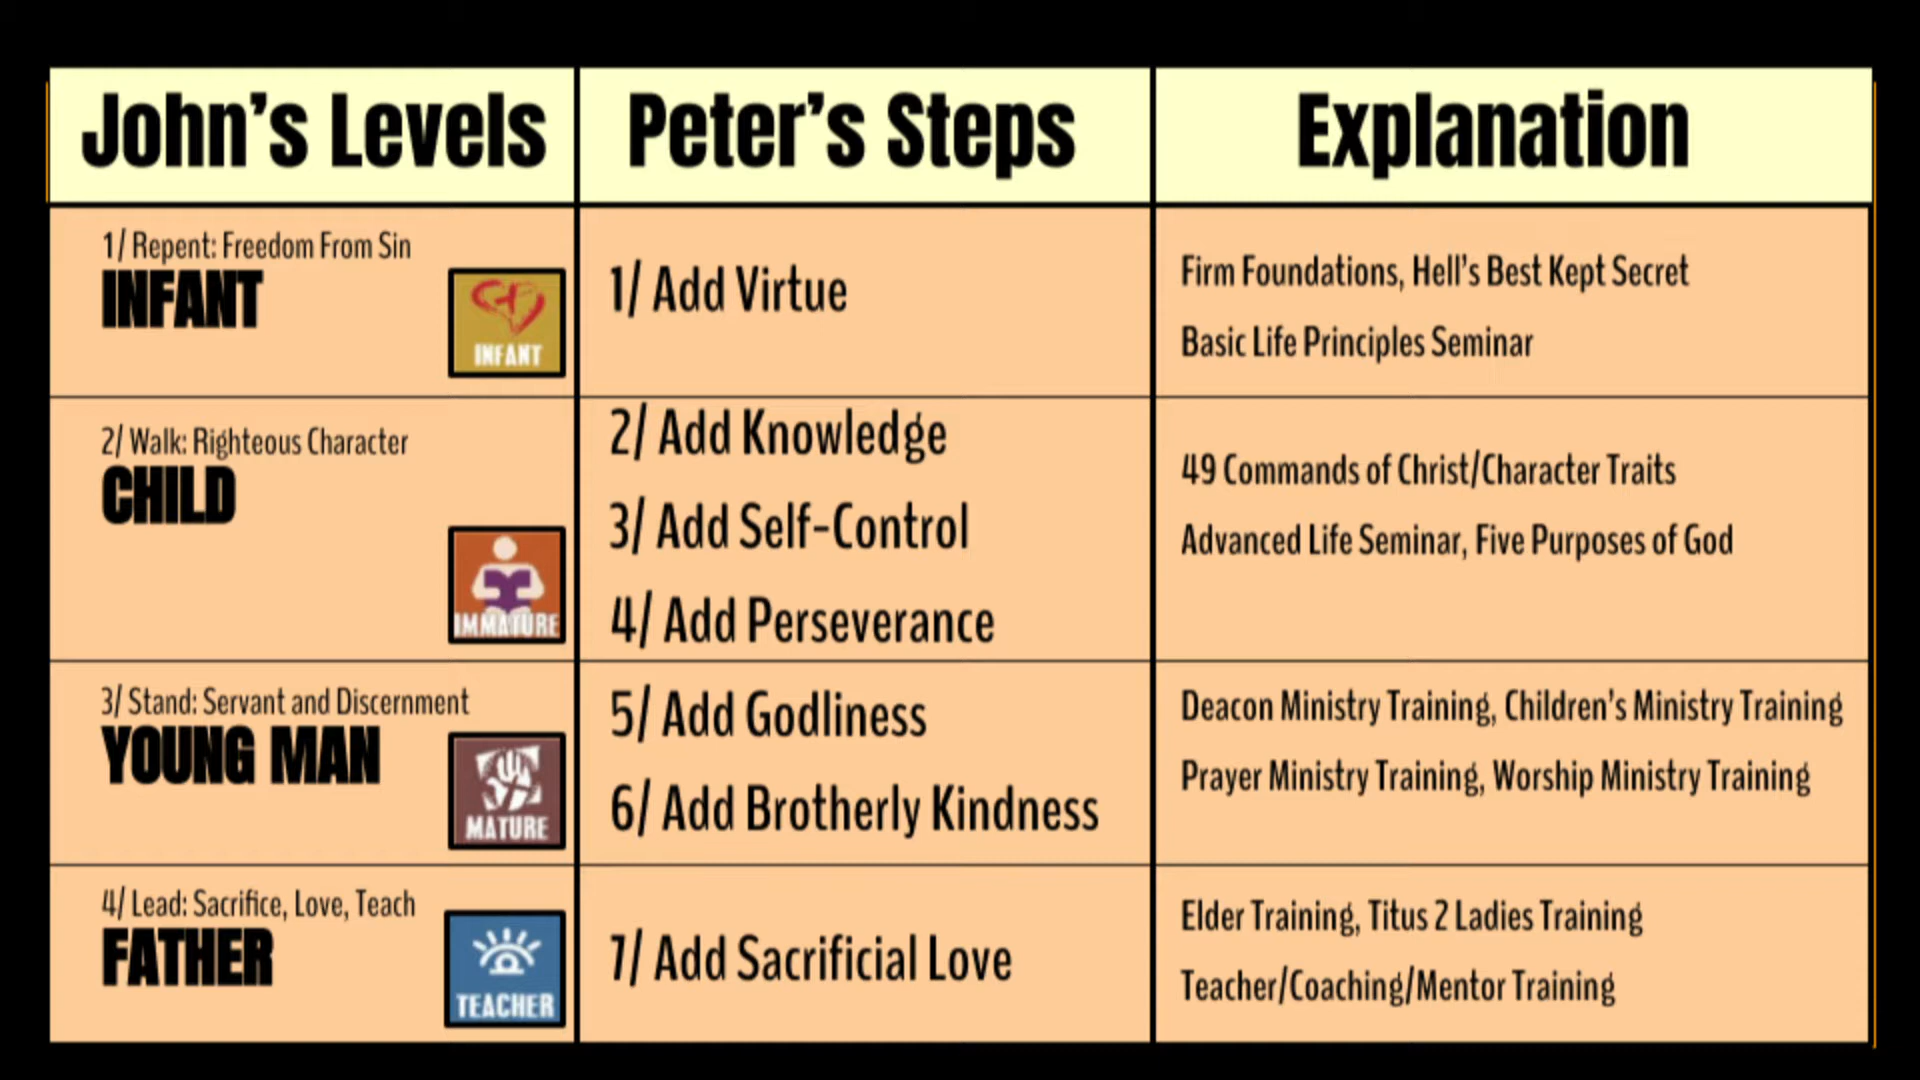 John's Levels
Peter's Steps
Explanation
1/ Repent: Freedom From Sin
INFANT
INFANT
1/ Add Virtue
Firm Foundations, Hell's Best Kept Secret
Basic Life Principles Seminar
2/ Walk: Righteous Character
CHILD
IMMATURE
2/ Add Knowledge
3/ Add Self-Control
4/ Add Perseverance
49 Commands of Christ/Character Traits
Advanced Life Seminar, Five Purposes of God
3/ Stand: Servant and Discernment
YOUNG MAN
MATURE
5/ Add Godliness
6/ Add Brotherly Kindness
Deacon Ministry Training, Children's Ministry Training
Prayer Ministry Training, Worship Ministry Training
4/ Lead: Sacrifice, Love, Teach
FATHER
TEACHER
7/ Add Sacrificial Love
Elder Training, Titus 2 Ladies Training
Teacher/Coaching/Mentor Training